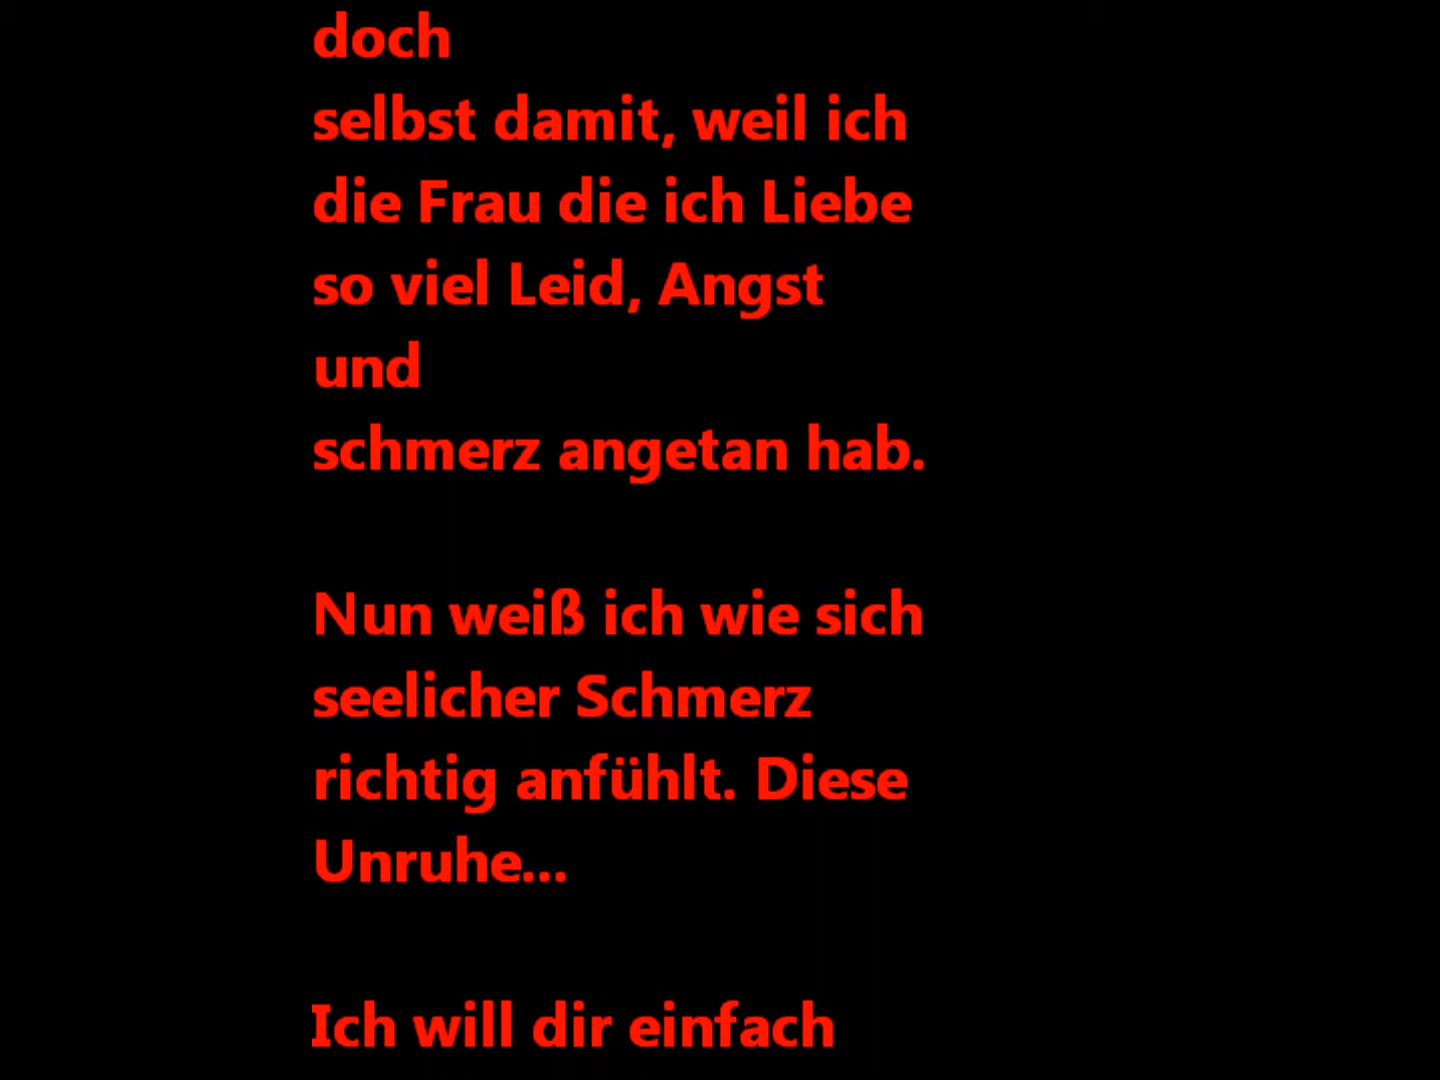 doch
selbst damit, weil ich
die Frau die ich Liebe
so viel Leid, Angst
und
schmerz angetan hab.
Nun weiß ich wie sich
seelicher Schmerz
richtig anfühlt. Diese
Unruhe...
Ich will dir einfach